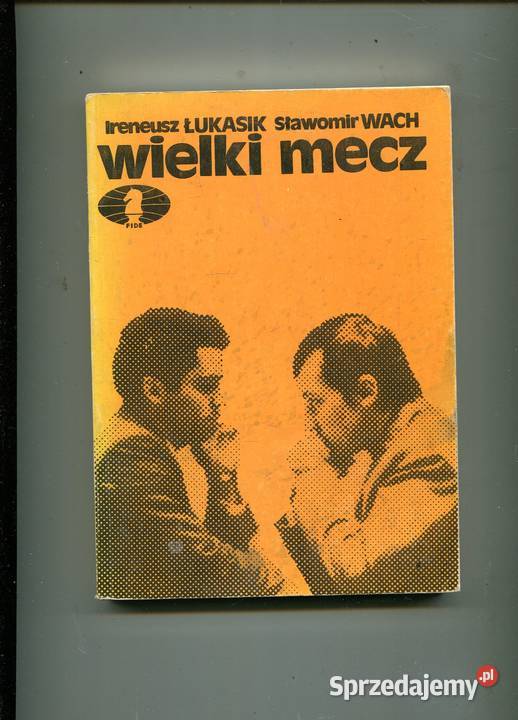 Ireneusz ŁUKASIK Sławomir WACH
wielki mecz
FIDE
Sprzedajemy.pl